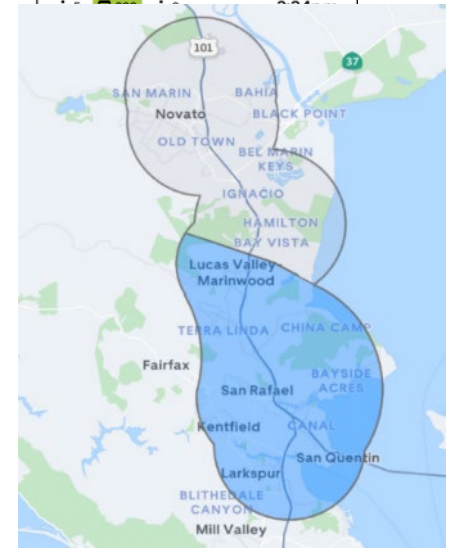 101
37
SAN MARIN
BAHIA
Novato
BLACK POINT
OLD TOWN
BEL MARIN
KEYS
IGNACIO
HAMILTON
BAY VISTA
Lucas Valley-
Marinwood
TERRA LINDA
CHINA CAMP
Fairfax
BAYSIDE
ACRES
San Rafael
Kentfield
CANAL
San Quentin
Larkspur
BLITHEDALE
CANYON
Mill Valley